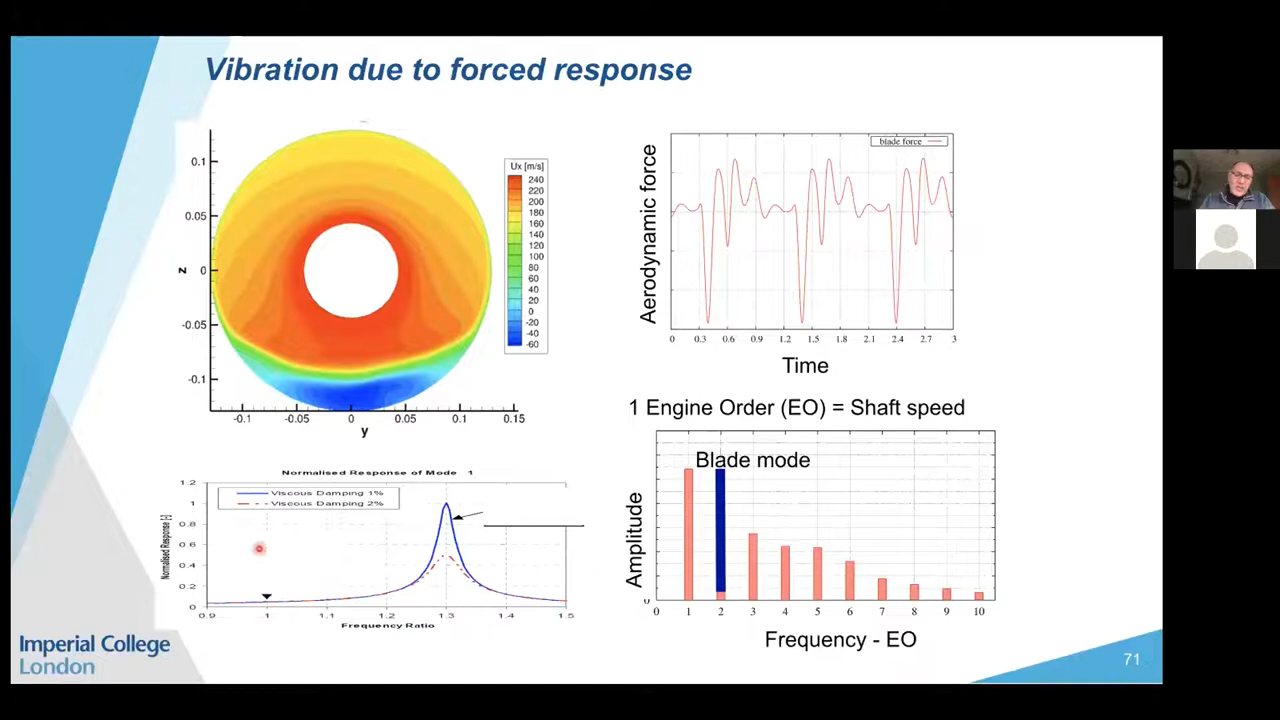 Vibration due to forced response
0.1
0.05
z 0
-0.05
-0.1
-0.1 -0.05 0 0.05 0.1 0.15
y
Ux [m/s]
240
220
200
180
160
140
120
100
80
60
40
20
0
-20
-40
-60
Aerodynamic force
blade force
0 0.3 0.6 0.9 1.2 1.5 1.8 2.1 2.4 2.7 3
Time
1 Engine Order (EO) = Shaft speed
Blade mode
Amplitude
0
0 1 2 3 4 5 6 7 8 9 10
Frequency - EO
Normalised Response of Mode 1
Viscous Damping 1%
Viscous Damping 2%
Normalised Response [-]
1.2
1
0.8
0.6
0.4
0.2
0
0.9 1 1.1 1.2 1.3 1.4 1.5
Frequency Ratio
Imperial College
London
71